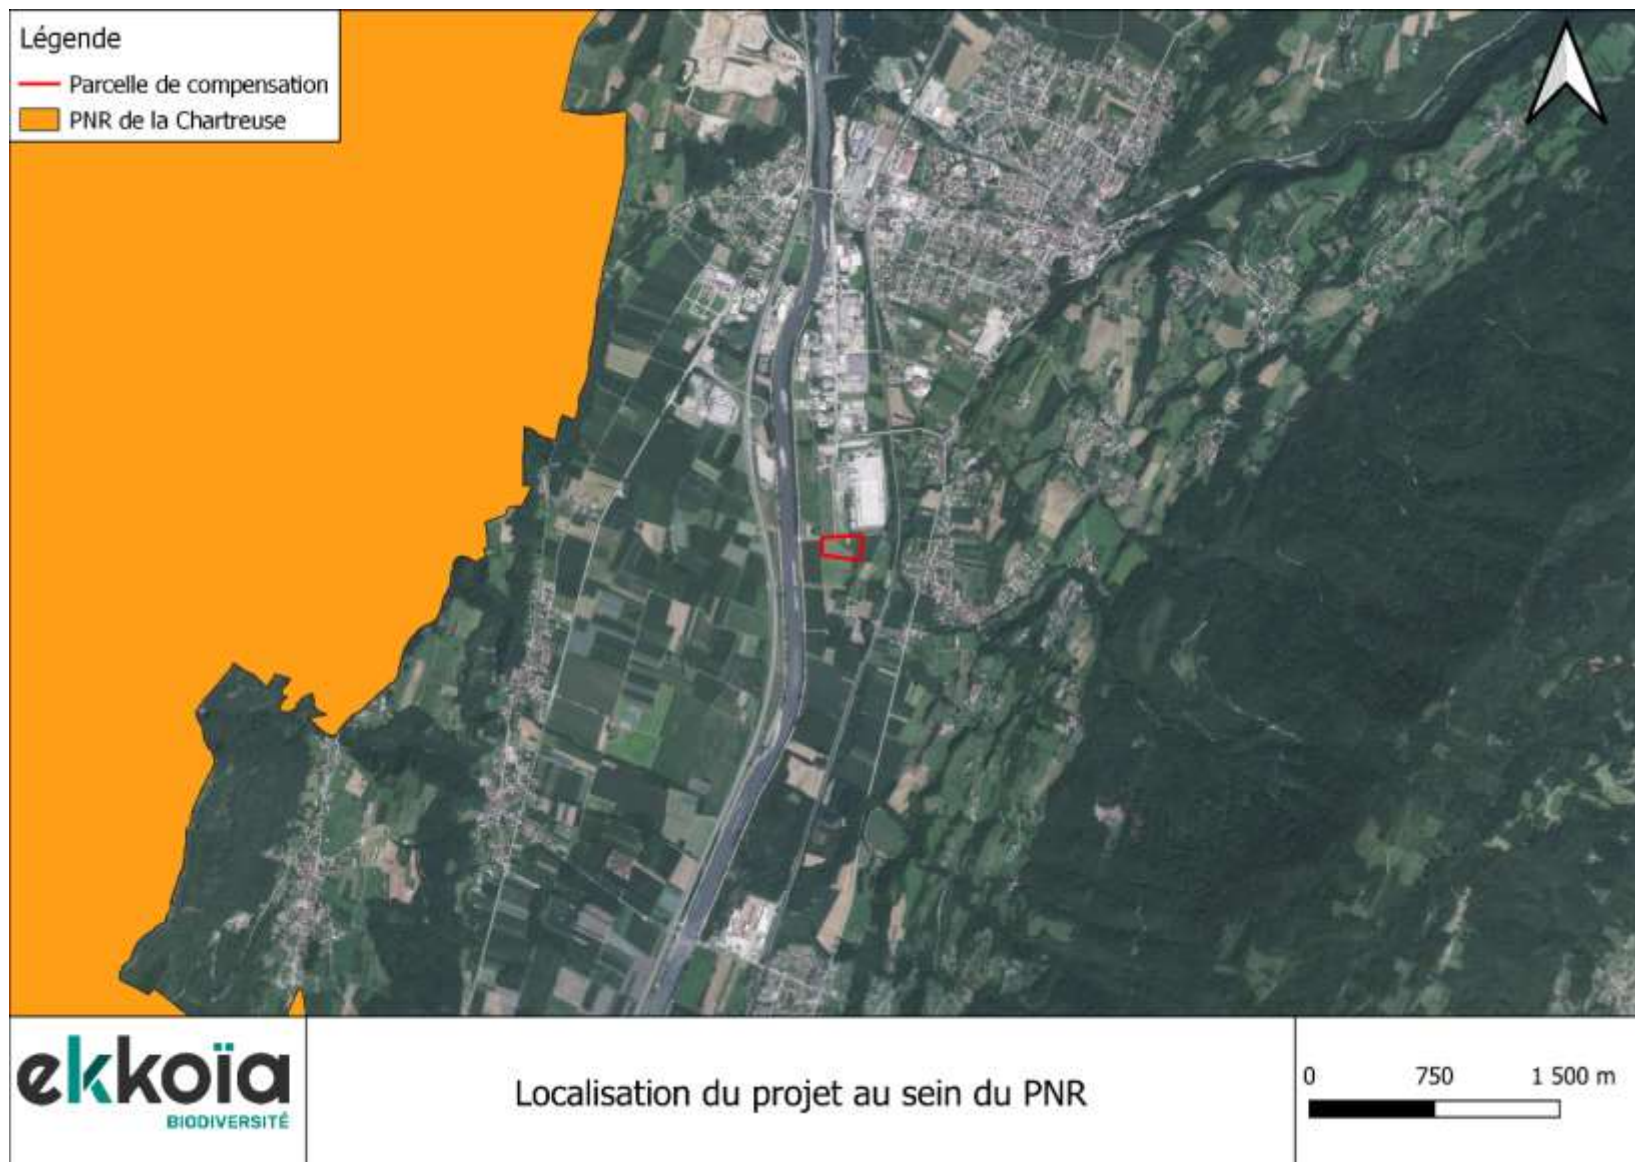 Légende
Parcelle de compensation
PNR de la Chartreuse
ekkoïa
BIODIVERSITÉ
Localisation du projet au sein du PNR
0 750 1 500 m